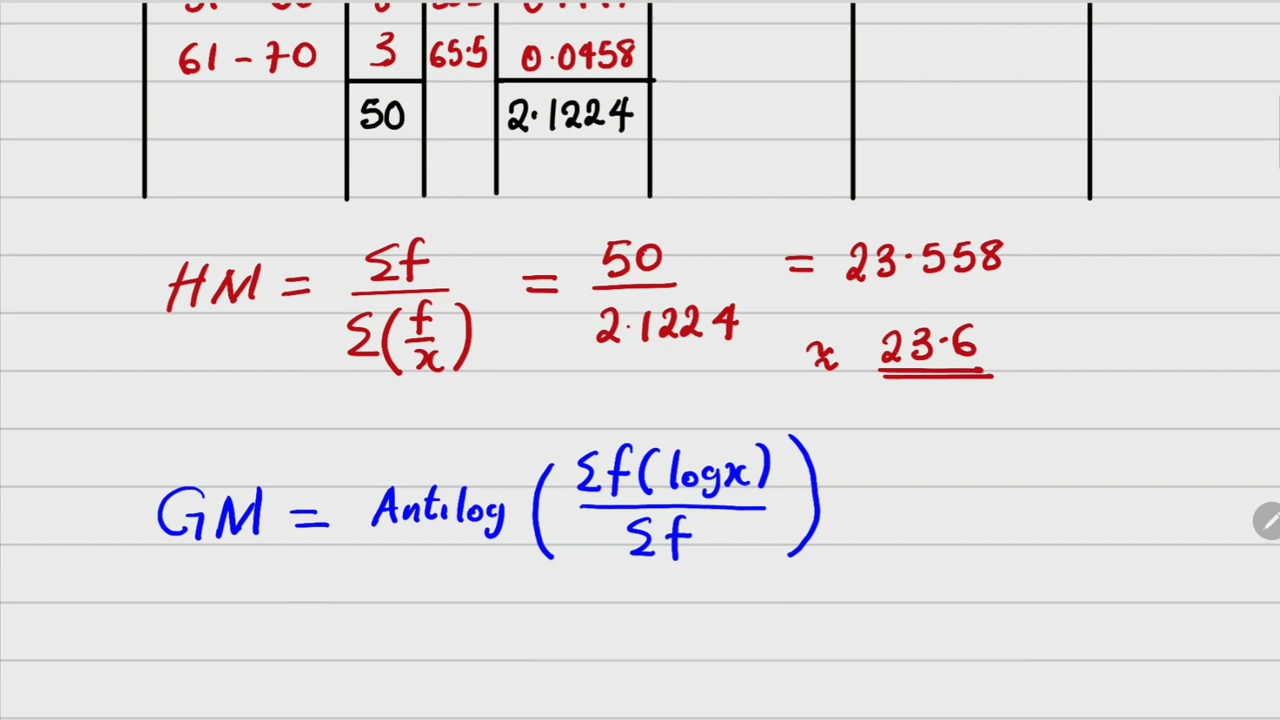 61 - 70 3 65.5 0.0458
50 2.1224
HM = Σf / Σ(f/x) = 50 / 2.1224 = 23.558
≈ 23.6
GM = Antilog ( Σf(logx) / Σf )